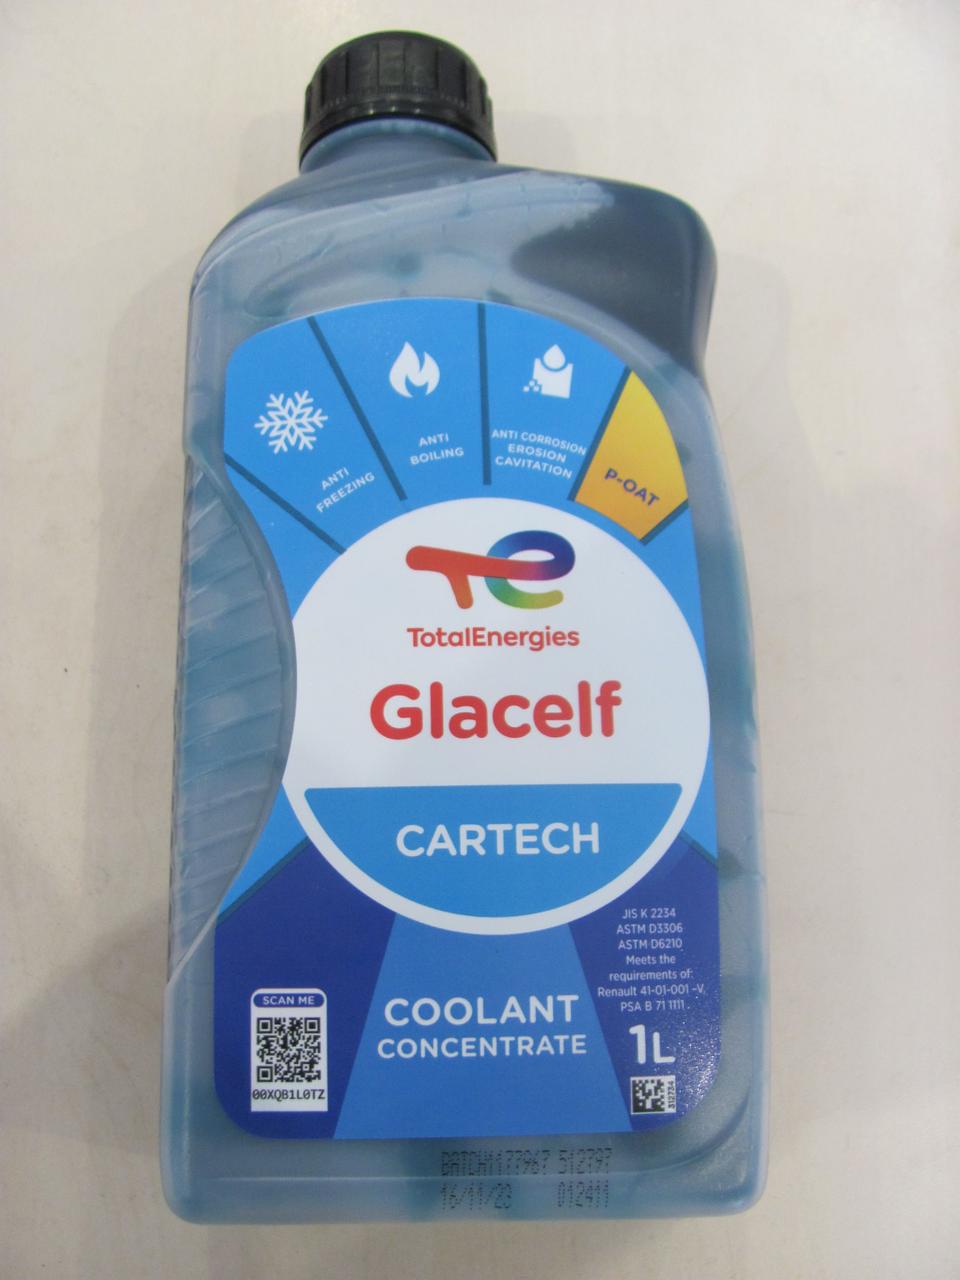 ANTI
FREEZING
ANTI
BOILING
ANTI CORROSION
EROSION
CAVITATION
P-OAT
TotalEnergies
Glacelf
CARTECH
JIS K 2234
ASTM D3306
ASTM D6210
Meets the
requirements of:
Renault 41-01-001 -V,
PSA B 71 1111.
COOLANT
CONCENTRATE
1L
SCAN ME
00XQB1L0TZ
512797
16/11/23 012411